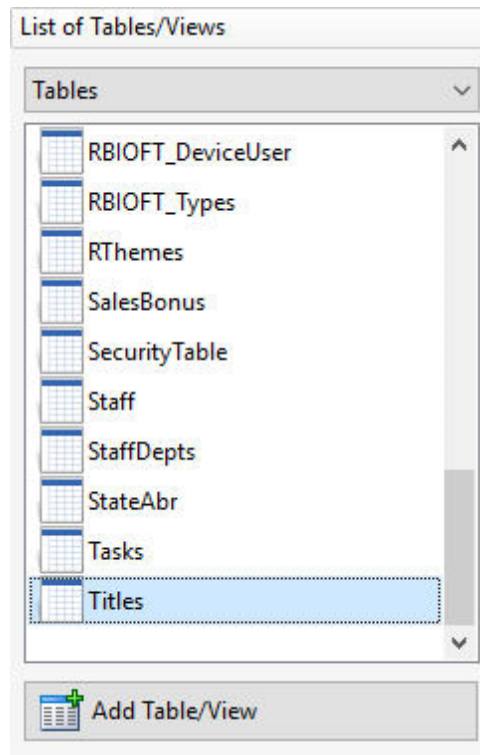 List of Tables/Views
Tables
RBIOFT_DeviceUser
RBIOFT_Types
RThemes
SalesBonus
SecurityTable
Staff
StaffDepts
StateAbr
Tasks
Titles
Add Table/View